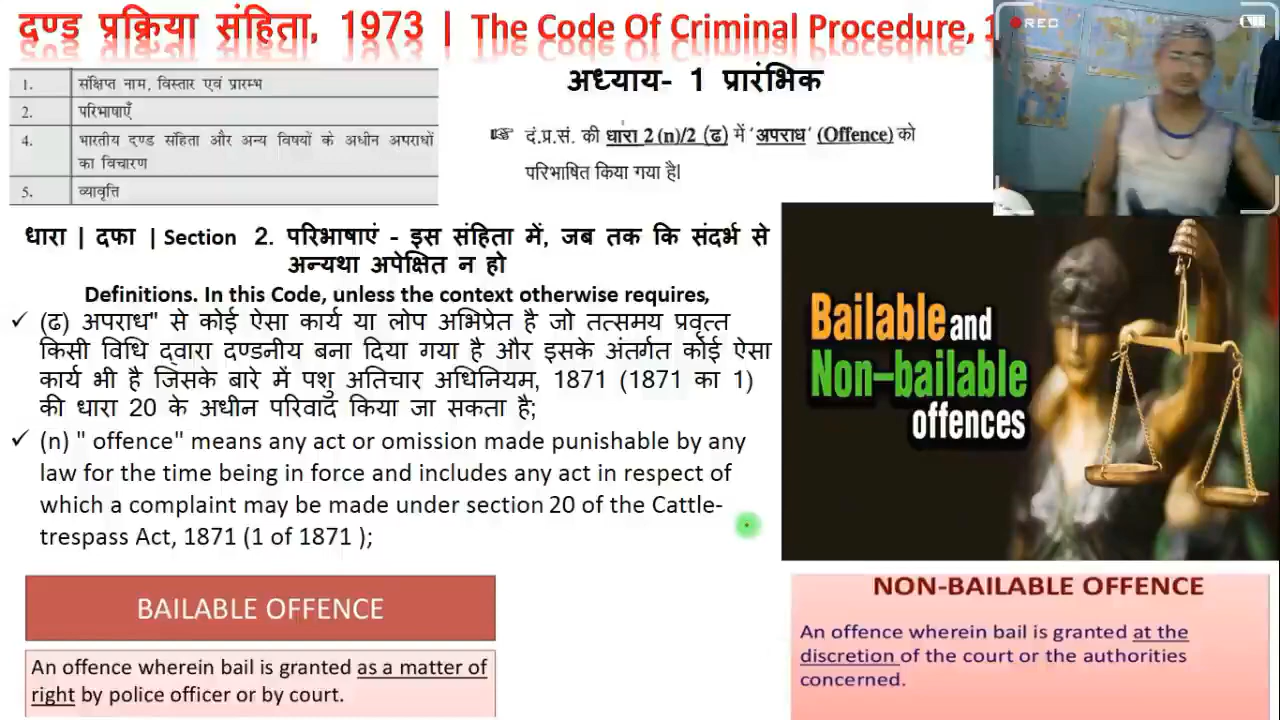 दण्ड प्रक्रिया संहिता, 1973 | The Code Of Criminal Procedure, 1
REC
1. संक्षिप्त नाम, विस्तार एवं प्रारम्भ
2. परिभाषाएँ
4. भारतीय दण्ड संहिता और अन्य विषयों के अधीन अपराधों
का विचारण
5. व्यावृत्ति
अध्याय- 1 प्रारंभिक
☞ दं.प्र.सं. की धारा 2 (n)/2 (ढ) में 'अपराध' (Offence) को
परिभाषित किया गया है।
धारा | दफा | Section 2. परिभाषाएं - इस संहिता में, जब तक कि संदर्भ से
अन्यथा अपेक्षित न हो
Definitions. In this Code, unless the context otherwise requires,
✓ (ढ) अपराध" से कोई ऐसा कार्य या लोप अभिप्रेत है जो तत्समय प्रवृत्त
किसी विधि द्वारा दण्डनीय बना दिया गया है और इसके अंतर्गत कोई ऐसा
कार्य भी है जिसके बारे में पशु अतिचार अधिनियम, 1871 (1871 का 1)
की धारा 20 के अधीन परिवाद किया जा सकता है;
✓ (n) " offence" means any act or omission made punishable by any
law for the time being in force and includes any act in respect of
which a complaint may be made under section 20 of the Cattle-
trespass Act, 1871 (1 of 1871 );
Bailable and
Non-bailable
offences
BAILABLE OFFENCE
An offence wherein bail is granted as a matter of
right by police officer or by court.
NON-BAILABLE OFFENCE
An offence wherein bail is granted at the
discretion of the court or the authorities
concerned.